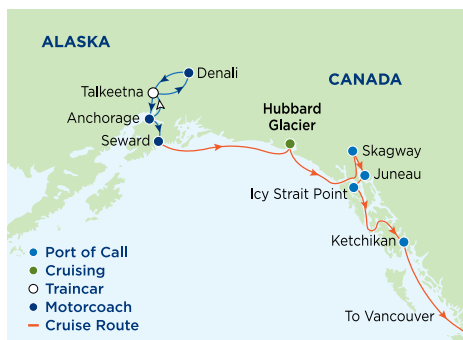 ALASKA
Denali
CANADA
Talkeetna
Hubbard
Glacier
Anchorage
Seward
Skagway
Juneau
Icy Strait Point
Ketchikan
Port of Call
Cruising
Traincar
Motorcoach
Cruise Route
To Vancouver